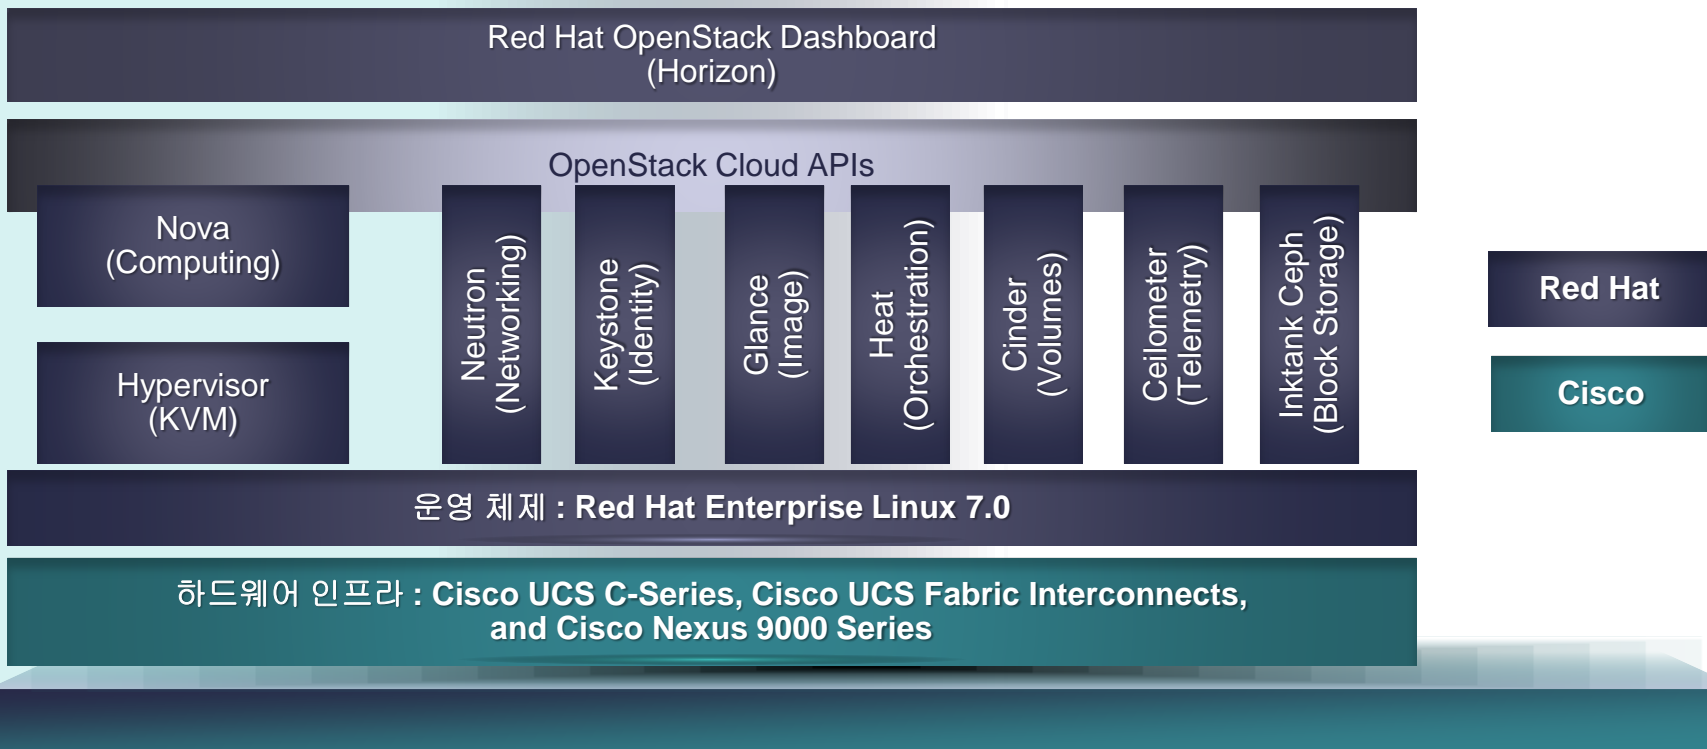 Red Hat OpenStack Dashboard
(Horizon)
OpenStack Cloud APIs
Nova
(Computing)
Hypervisor
(KVM)
Neutron
(Networking)
Keystone
(Identity)
Glance
(Image)
Heat
(Orchestration)
Cinder
(Volumes)
Ceilometer
(Telemetry)
Inktank Ceph
(Block Storage)
Red Hat
Cisco
운영 체제 : Red Hat Enterprise Linux 7.0
하드웨어 인프라 : Cisco UCS C-Series, Cisco UCS Fabric Interconnects,
and Cisco Nexus 9000 Series